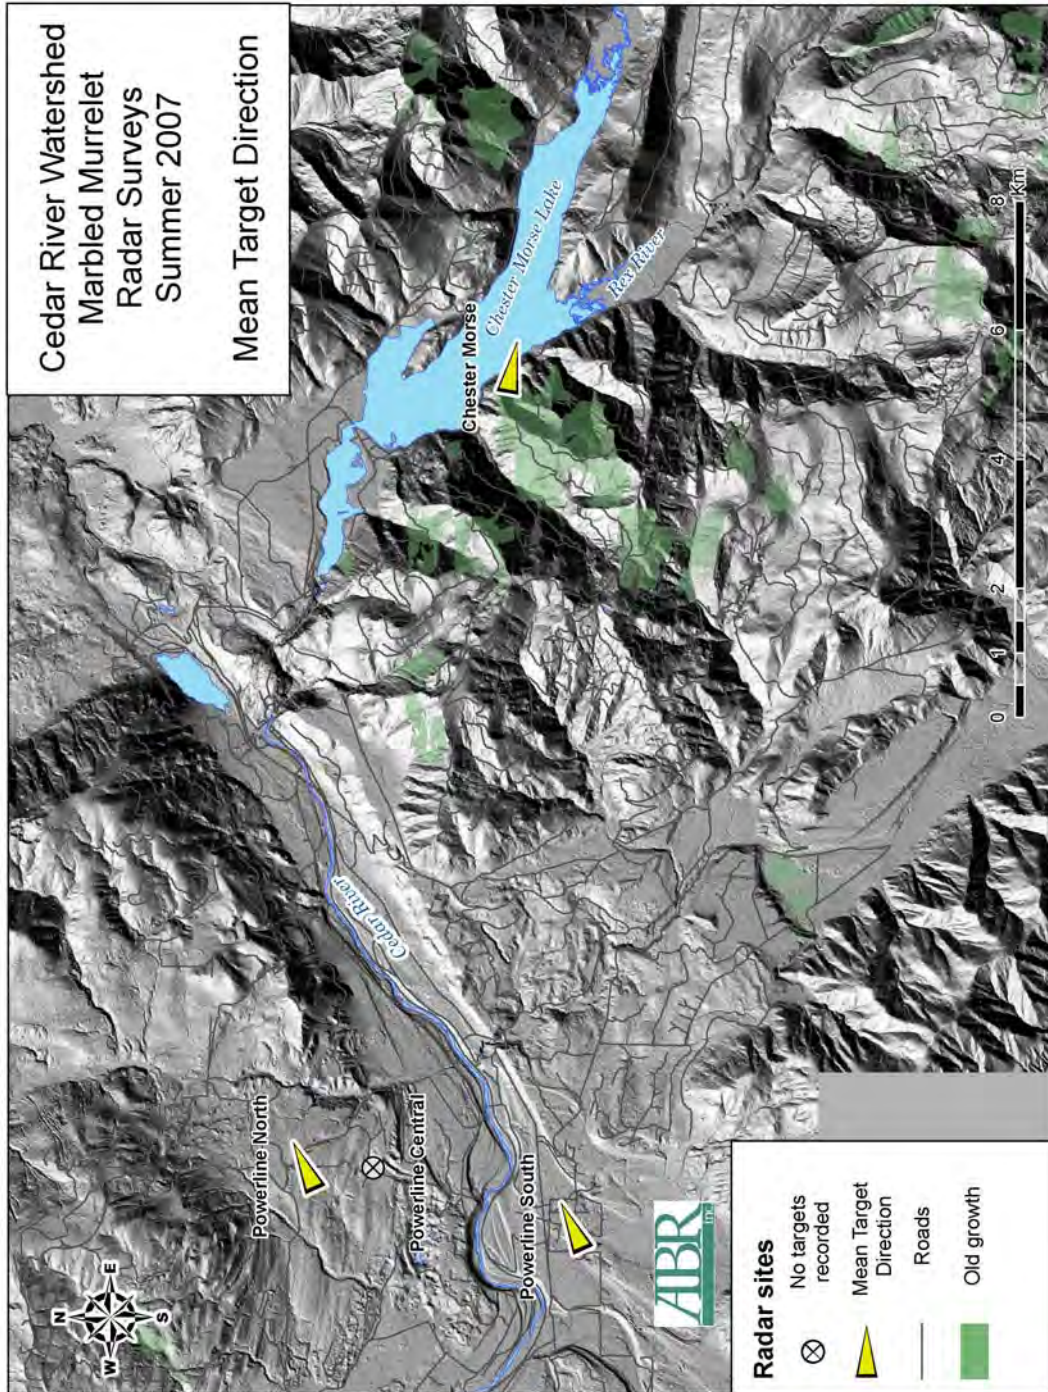 Cedar River Watershed
Marbled Murrelet
Radar Surveys
Summer 2007
Mean Target Direction
N
W
E
S
Powerline North
Powerline Central
Powerline South
Cedar River
Chester Morse
Chester Morse Lake
Rex River
ABR
inc
Radar sites
No targets
recorded
Mean Target
Direction
Roads
Old growth
0 1 2 4 6 8
Km